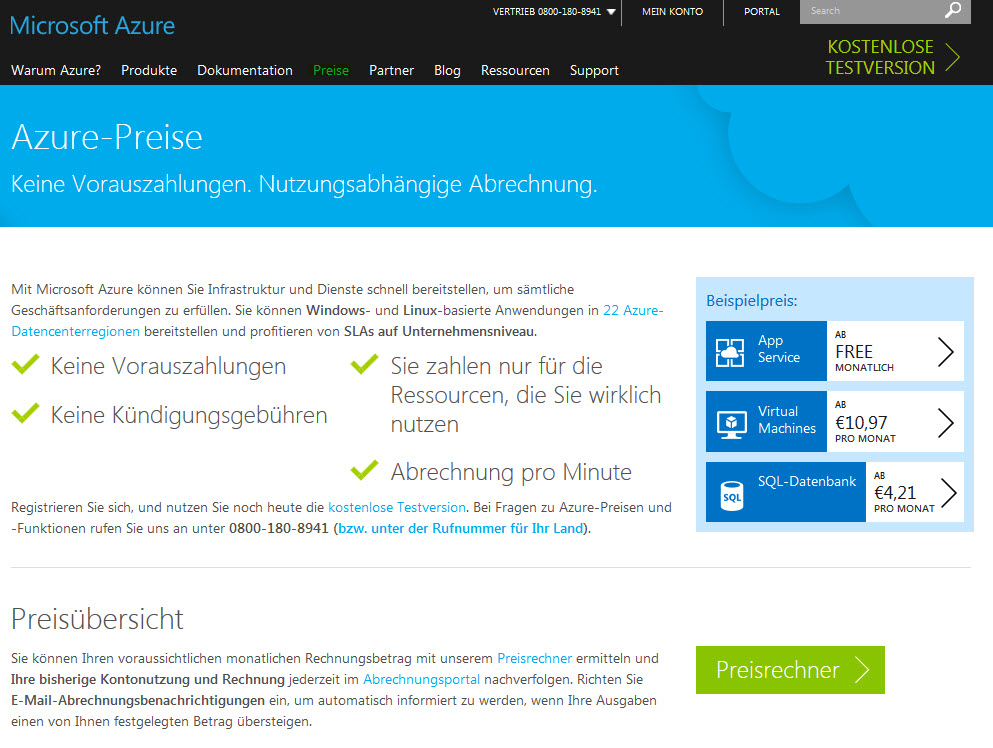 VERTRIEB 0800-180-8941
MEIN KONTO
PORTAL
Search
Microsoft Azure
KOSTENLOSE
TESTVERSION
Warum Azure?
Produkte
Dokumentation
Preise
Partner
Blog
Ressourcen
Support
Azure-Preise
Keine Vorauszahlungen. Nutzungsabhängige Abrechnung.
Mit Microsoft Azure können Sie Infrastruktur und Dienste schnell bereitstellen, um sämtliche
Geschäftsanforderungen zu erfüllen. Sie können Windows- und Linux-basierte Anwendungen in 22 Azure-
Datencenterregionen bereitstellen und profitieren von SLAs auf Unternehmensniveau.
Keine Vorauszahlungen
Keine Kündigungsgebühren
Sie zahlen nur für die
Ressourcen, die Sie wirklich
nutzen
Abrechnung pro Minute
Registrieren Sie sich, und nutzen Sie noch heute die kostenlose Testversion. Bei Fragen zu Azure-Preisen und
-Funktionen rufen Sie uns an unter 0800-180-8941 (bzw. unter der Rufnummer für Ihr Land).
Beispielpreis:
App
Service
AB
FREE
MONATLICH
Virtual
Machines
AB
€10,97
PRO MONAT
SQL
SQL-Datenbank
AB
€4,21
PRO MONAT
Preisübersicht
Sie können Ihren voraussichtlichen monatlichen Rechnungsbetrag mit unserem Preisrechner ermitteln und
Ihre bisherige Kontonutzung und Rechnung jederzeit im Abrechnungsportal nachverfolgen. Richten Sie
E-Mail-Abrechnungsbenachrichtigungen ein, um automatisch informiert zu werden, wenn Ihre Ausgaben
einen von Ihnen festgelegten Betrag übersteigen.
Preisrechner